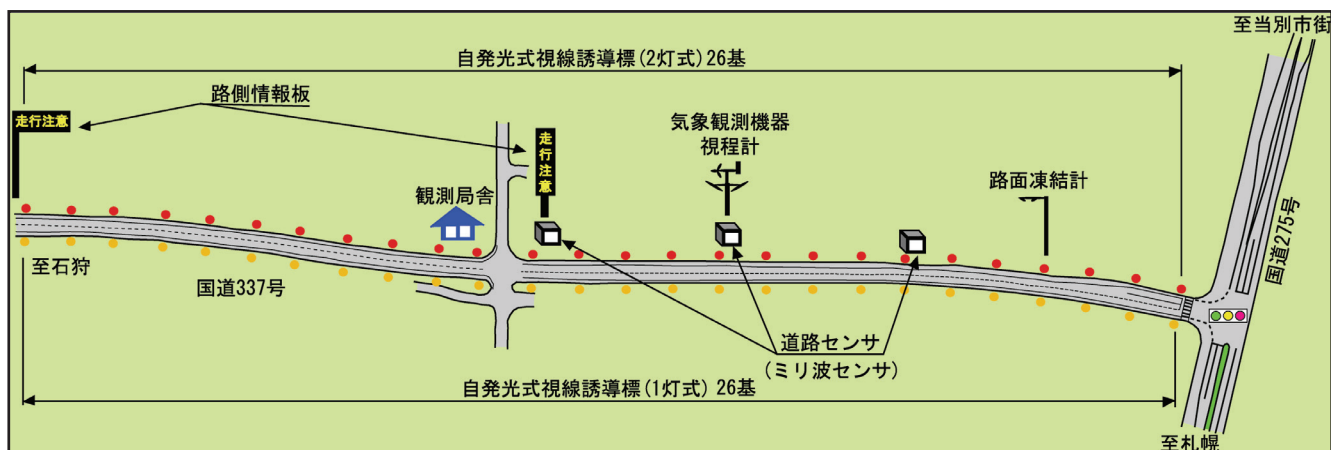 至当別市街
自発光式視線誘導標(2灯式)26基
路側情報板
走行注意
走行注意
気象観測機器
視程計
観測局舎
路面凍結計
至石狩
国道337号
国道275号
道路センサ
(ミリ波センサ)
自発光式視線誘導標(1灯式)26基
至札幌